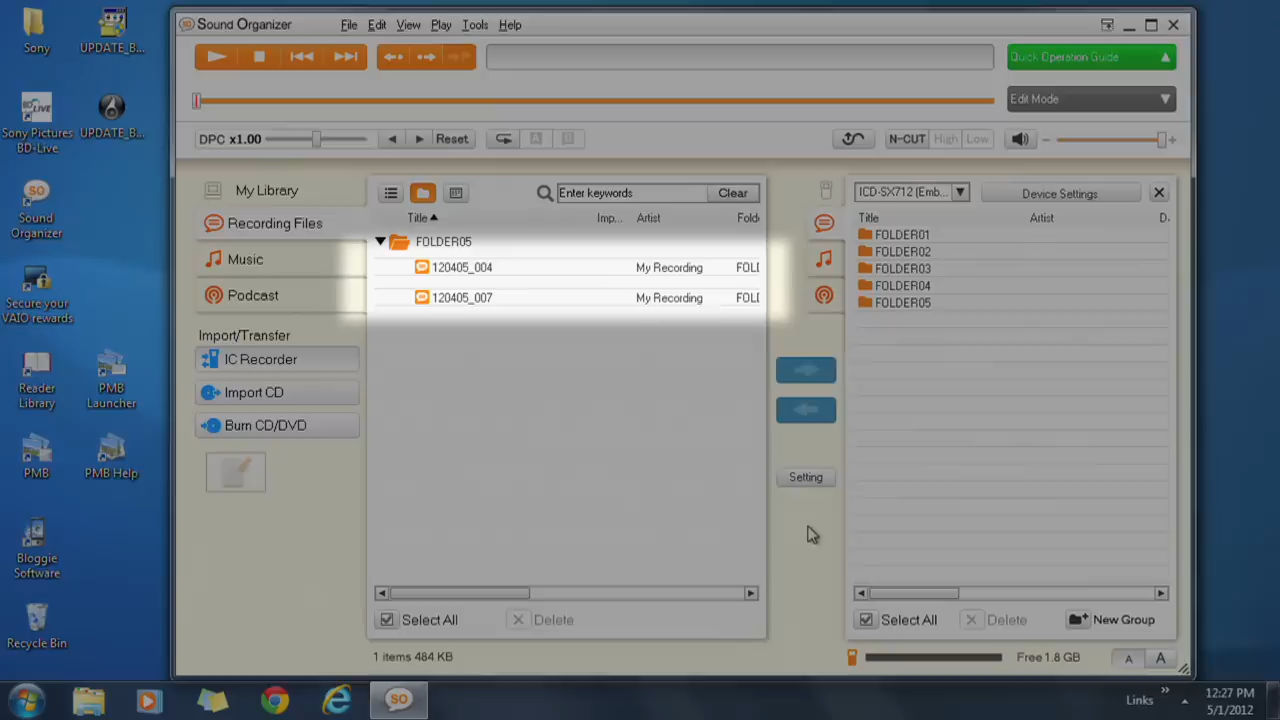 Sony
UPDATE_B...
Sony Pictures
BD-Live
UPDATE_B...
Sound
Organizer
Secure your
VAIO rewards
Reader
Library
PMB
Launcher
PMB
PMB Help
Bloggie
Software
Recycle Bin
SO Sound Organizer
File Edit View Play Tools Help
Quick Operation Guide
Edit Mode
DPC x1.00
Reset
A
B
N-CUT High Low
My Library
Recording Files
Music
Podcast
Import/Transfer
IC Recorder
Import CD
Burn CD/DVD
Enter keywords
Clear
Title Imp... Artist Fold
FOLDER05
120405_004 My Recording FOLI
120405_007 My Recording FOLI
Select All Delete
1 items 484 KB
Setting
ICD-SX712 (Emb...
Device Settings
Title Artist D.
FOLDER01
FOLDER02
FOLDER03
FOLDER04
FOLDER05
Select All Delete New Group
Free 1.8 GB
A A
SO
Links
12:27 PM
5/1/2012